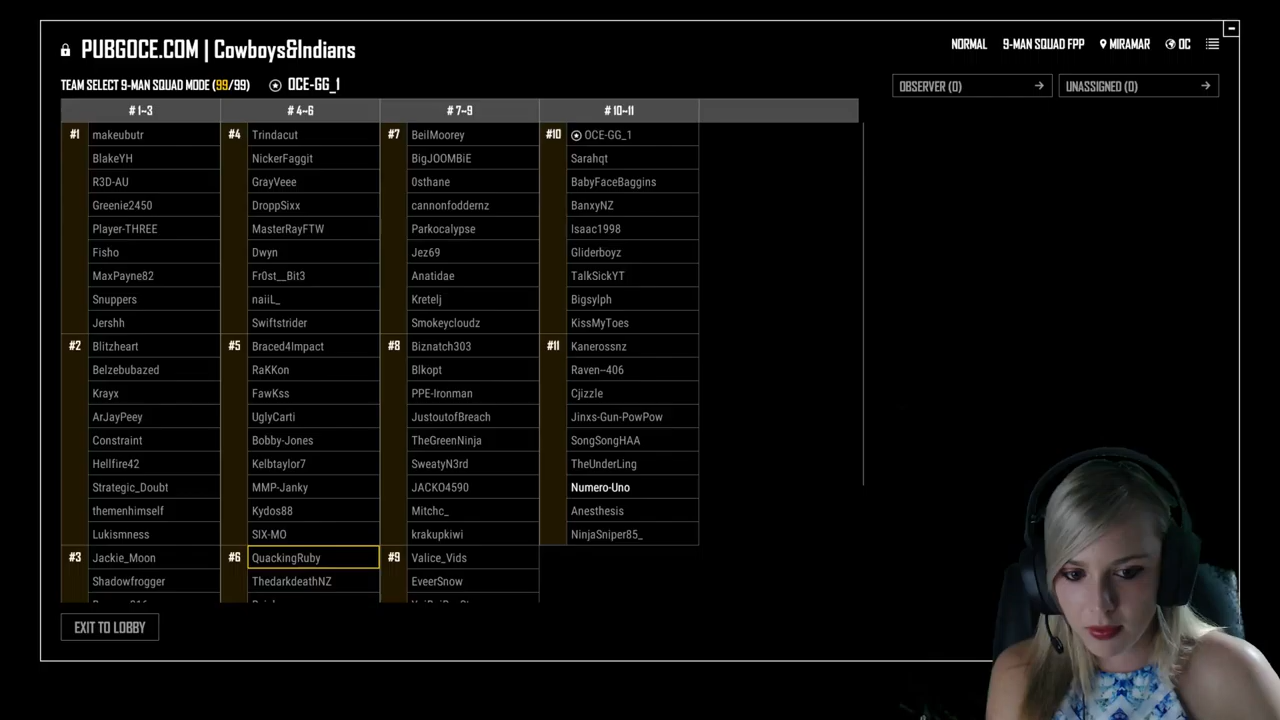 PUBGOCE.COM | Cowboys&Indians
NORMAL 9-MAN SQUAD FPP MIRAMAR OC
TEAM SELECT 9-MAN SQUAD MODE (99/99) OCE-GG_1
OBSERVER (0) UNASSIGNED (0)
# 1~3 # 4~6 # 7~9 # 10~11
#1 makeubutr #4 Trindacut #7 BeilMoorey #10 OCE-GG_1
BlakeYH NickerFaggit BigJOOMBiE Sarahqt
R3D-AU GrayVeee 0sthane BabyFaceBaggins
Greenie2450 DroppSixx cannonfoddernz BanxyNZ
Player-THREE MasterRayFTW Parkocalypse Isaac1998
Fisho Dwyn Jez69 Gliderboyz
MaxPayne82 Fr0st__Bit3 Anatidae TalkSickYT
Snuppers naiiL_ Kretelj Bigsylph
Jershh Swiftstrider Smokeycloudz KissMyToes
#2 Blitzheart #5 Braced4Impact #8 Biznatch303 #11 Kanerossnz
Belzebubazed RaKKon Blkopt Raven--406
Krayx FawKss PPE-Ironman Cjizzle
ArJayPeey UglyCarti JustoutofBreach Jinxs-Gun-PowPow
Constraint Bobby-Jones TheGreenNinja SongSongHAA
Hellfire42 Kelbtaylor7 SweatyN3rd TheUnderLing
Strategic_Doubt MMP-Janky JACKO4590 Numero-Uno
themenhimself Kydos88 Mitchc_ Anesthesis
Lukismness SIX-MO krakupkiwi NinjaSniper85_
#3 Jackie_Moon #6 QuackingRuby #9 Valice_Vids
Shadowfrogger ThedarkdeathNZ EveerSnow
EXIT TO LOBBY